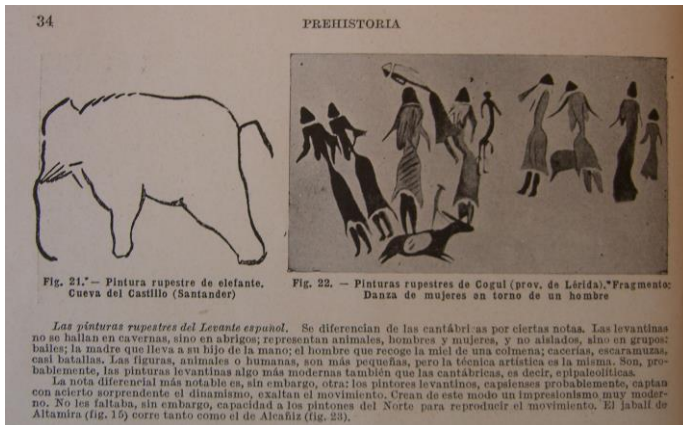 34
PREHISTORIA
Fig. 21.— Pintura rupestre de elefante.
Cueva del Castillo (Santander)
Fig. 22. — Pinturas rupestres de Cogul (prov. de Lérida). Fragmento:
Danza de mujeres en torno de un hombre
Las pinturas rupestres del Levante español. Se diferencian de las cantábricas por ciertas notas. Las levantinas
no se hallan en cavernas, sino en abrigos; representan animales, hombres y mujeres, y no aislados, sino en grupos:
bailes; la madre que lleva a su hijo de la mano; el hombre que recoge la miel de una colmena; cacerías, escaramuzas,
casi batallas. Las figuras, animales o humanas, son más pequeñas, pero la técnica artística es la misma. Son, pro-
bablemente, las pinturas levantinas algo más modernas también que las cantábricas, es decir, epipaleolíticas.
La nota diferencial más notable es, sin embargo, otra: los pintores levantinos, capsienses probablemente, captan
con acierto sorprendente el dinamismo, exaltan el movimiento. Crean de este modo un impresionismo muy moder-
no. No les faltaba, sin embargo, capacidad a los pintones del Norte para reproducir el movimiento. El jabalí de
Altamira (fig. 15) corre tanto como el de Alcañiz (fig. 23).